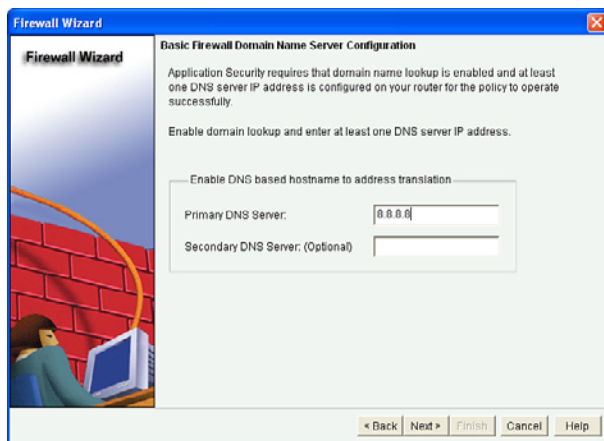 Firewall Wizard
Firewall Wizard
Basic Firewall Domain Name Server Configuration
Application Security requires that domain name lookup is enabled and at least
one DNS server IP address is configured on your router for the policy to operate
successfully.
Enable domain lookup and enter at least one DNS server IP address.
Enable DNS based hostname to address translation
Primary DNS Server: 8.8.8.8
Secondary DNS Server: (Optional)
< Back Next > Finish Cancel Help